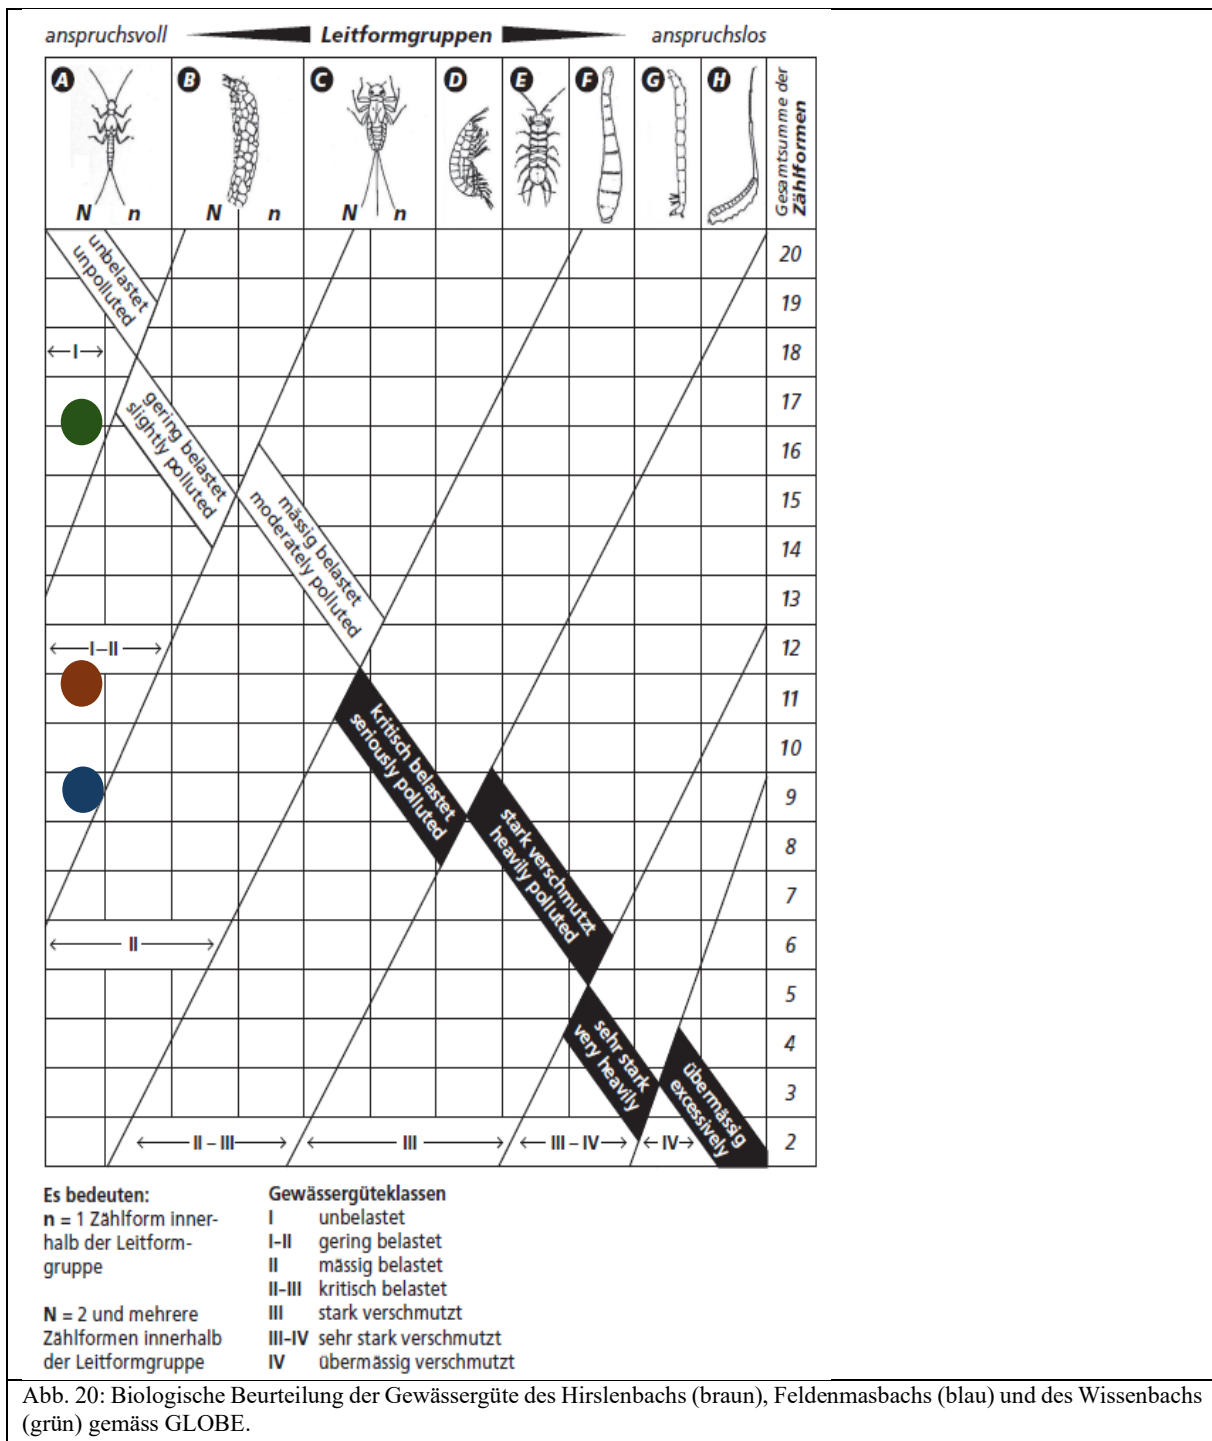 anspruchsvoll Leitformgruppen anspruchslos
A B C D E F G H
Gesamtsumme der
Zählformen
N n N n N n
unbelastet
unpolluted
20
19
I 18
gering belastet
slightly polluted
17
16
mässig belastet
moderately polluted
15
14
13
I–II 12
kritisch belastet
seriously polluted
11
10
stark verschmutzt
heavily polluted
9
8
7
II 6
sehr stark
very heavily
5
4
übermässig
excessively
3
II – III III III – IV IV 2
Es bedeuten:
n = 1 Zählform inner-
halb der Leitform-
gruppe
N = 2 und mehrere
Zählformen innerhalb
der Leitformgruppe
Gewässergüteklassen
I unbelastet
I–II gering belastet
II mässig belastet
II–III kritisch belastet
III stark verschmutzt
III–IV sehr stark verschmutzt
IV übermässig verschmutzt
Abb. 20: Biologische Beurteilung der Gewässergüte des Hirslenbachs (braun), Feldenmasbachs (blau) und des Wissenbachs
(grün) gemäss GLOBE.